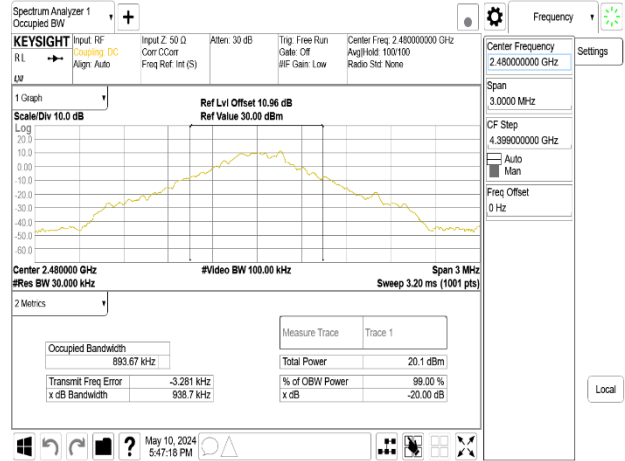 Spectrum Analyzer 1
Occupied BW
Frequency
KEYSIGHT
RL
Input: RF
Coupling: DC
Align: Auto
Input Z: 50 Ω
Corr CCorr
Freq Ref: Int (S)
Atten: 30 dB
Trig: Free Run
Gate: Off
#IF Gain: Low
Center Freq: 2.480000000 GHz
Avg|Hold: 100/100
Radio Std: None
Center Frequency
2.480000000 GHz
Settings
Span
3.0000 MHz
CF Step
4.399000000 GHz
Auto
Man
Freq Offset
0 Hz
Local
1 Graph
Scale/Div 10.0 dB
Ref Lvl Offset 10.96 dB
Ref Value 30.00 dBm
Log
20.0
10.0
0.00
-10.0
-20.0
-30.0
-40.0
-50.0
-60.0
Center 2.480000 GHz
#Video BW 100.00 kHz
Span 3 MHz
#Res BW 30.000 kHz
Sweep 3.20 ms (1001 pts)
2 Metrics
Measure Trace
Trace 1
Occupied Bandwidth
893.67 kHz
Total Power
20.1 dBm
Transmit Freq Error
-3.281 kHz
% of OBW Power
99.00 %
x dB Bandwidth
938.7 kHz
x dB
-20.00 dB
?
May 10, 2024
5:47:18 PM